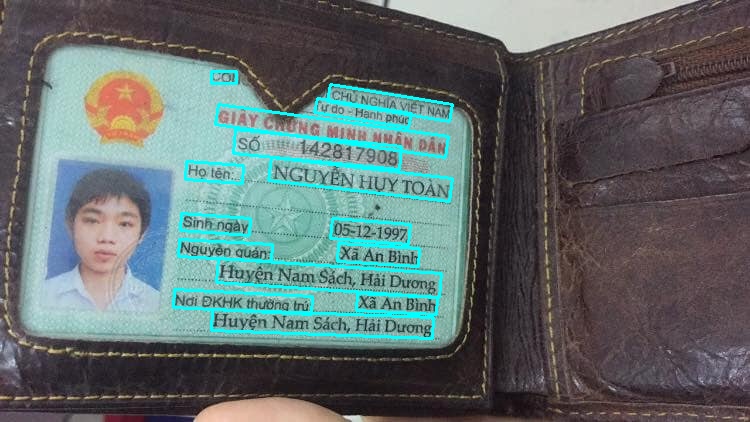 CỘ
CHỦ NGHĨA VIỆT NAM
Tự do - Hạnh phúc
GIẤY CHỨNG MINH NHÂN DÂN
SỐ 142817908
Họ tên: NGUYỄN HUY TOÀN
Sinh ngày 05-12-1997
Nguyên quán: Xã An Bình
Huyện Nam Sách, Hải Dương
Nơi ĐKHK thường trú Xã An Bình
Huyện Nam Sách, Hải Dương